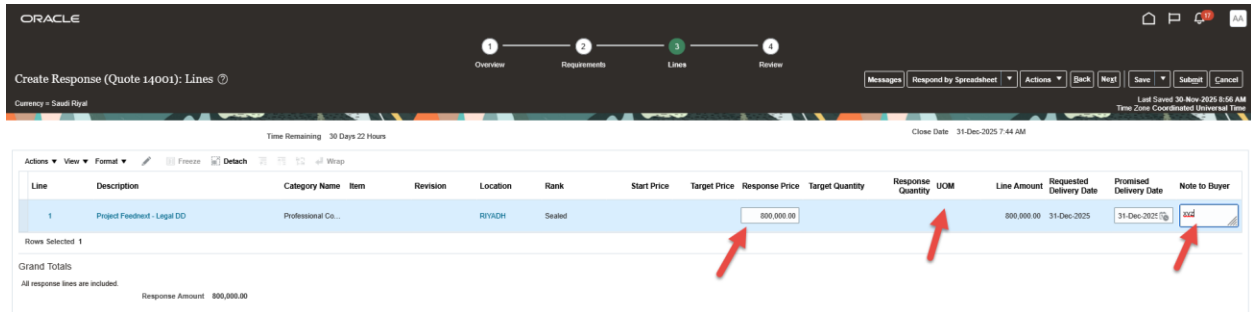 ORACLE
17
AA
1 2 3 4
Overview Requirements Lines Review
Create Response (Quote 14001): Lines
Messages Respond by Spreadsheet Actions Back Next Save Submit Cancel
Currency = Saudi Riyal
Last Saved 30-Nov-2025 8:56 AM
Time Zone Coordinated Universal Time
Time Remaining 30 Days 22 Hours
Close Date 31-Dec-2025 7:44 AM
Actions View Format Freeze Detach Wrap
Line Description Category Name Item Revision Location Rank Start Price Target Price Response Price Target Quantity Response Quantity UOM Line Amount Requested Delivery Date Promised Delivery Date Note to Buyer
1 Project Feednext - Legal DD Professional Co... RIYADH Sealed 800,000.00 800,000.00 31-Dec-2025 31-Dec-2025 xvd
Rows Selected 1
Grand Totals
All response lines are included.
Response Amount 800,000.00